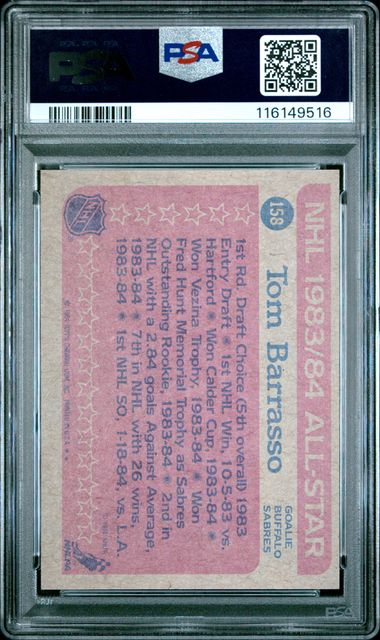 PSA
PSA
116149516
NHL 1983/84 ALL-STAR
158
Tom Barrasso
GOALIE
BUFFALO
SABRES
1st Rd. Draft Choice (5th overall) 1983
Entry Draft * 1st NHL Win, 10-5-83 vs.
Hartford * Won Calder Cup, 1983-84 *
Won Vezina Trophy, 1983-84 * Won
Fred Hunt Memorial Trophy as Sabres
Outstanding Rookie, 1983-84 * 2nd in
NHL with a 2.84 goals Against Average,
1983-84 * 7th in NHL with 26 wins,
1983-84 * 1st NHL SO, 1-18-84, vs. L.A.
NHL
NHLPA
PSA